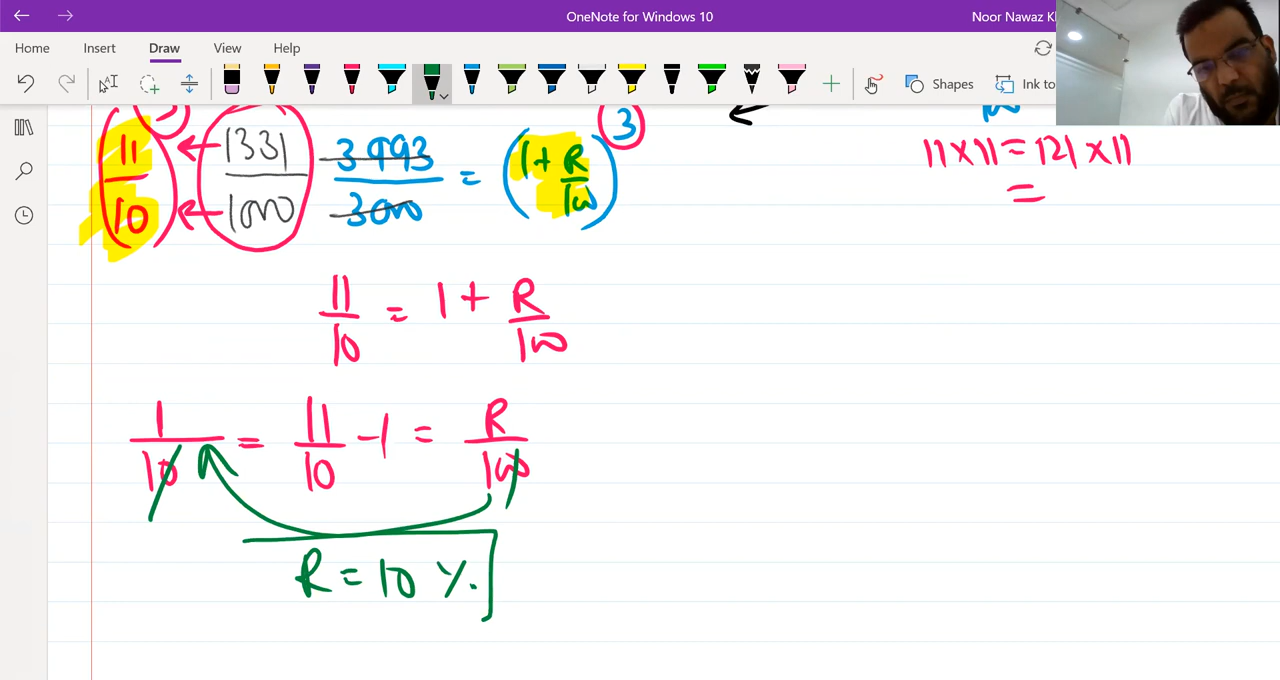 OneNote for Windows 10
Noor Nawaz Kh
Home Insert Draw View Help
Shapes
Ink to
11/10 1331/1000 3993/3000 = (1 + R/100)^3
11 x 11 = 121 x 11
=
11/10 = 1 + R/100
1/10 = 11/10 - 1 = R/100
R = 10 %.